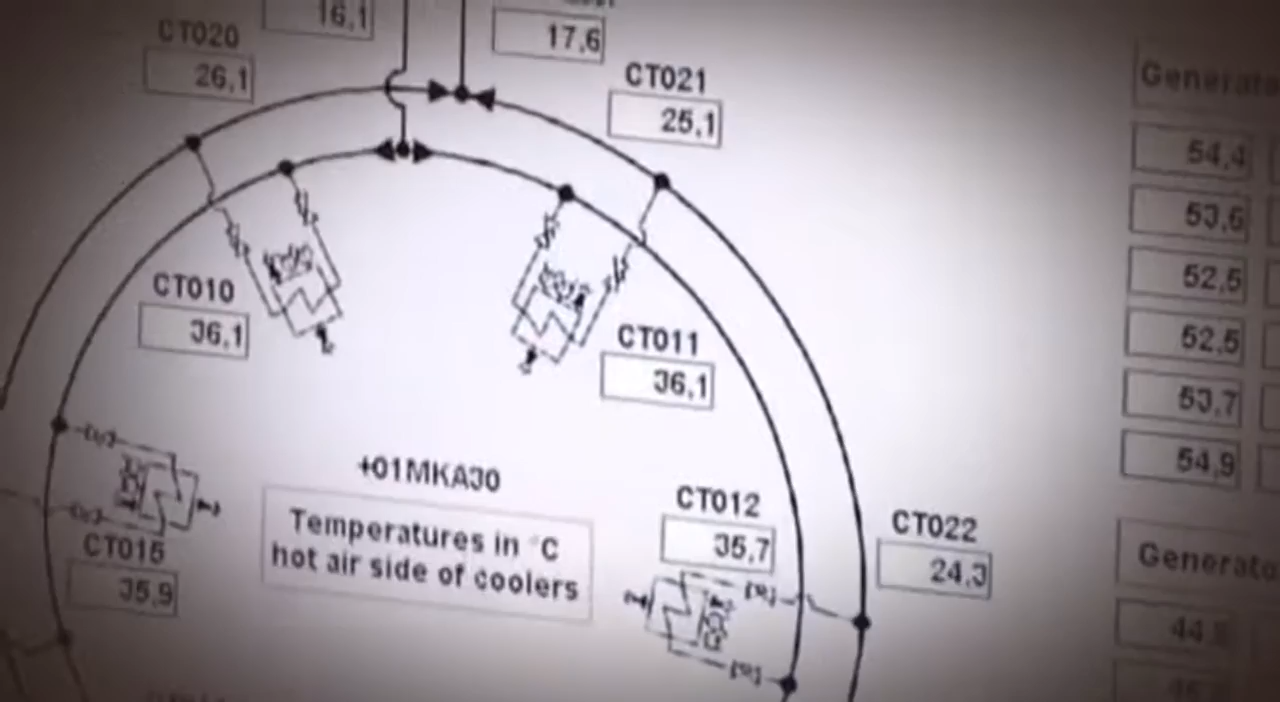 16,1
17,6
CT020
26,1
CT021
25,1
Generato
54,4
53,6
52,5
52,5
53,7
54,9
CT010
36,1
CT011
36,1
+01MKA30
Temperatures in °C
hot air side of coolers
CT012
35,7
CT022
24,3
CT015
35,9
Generato
44